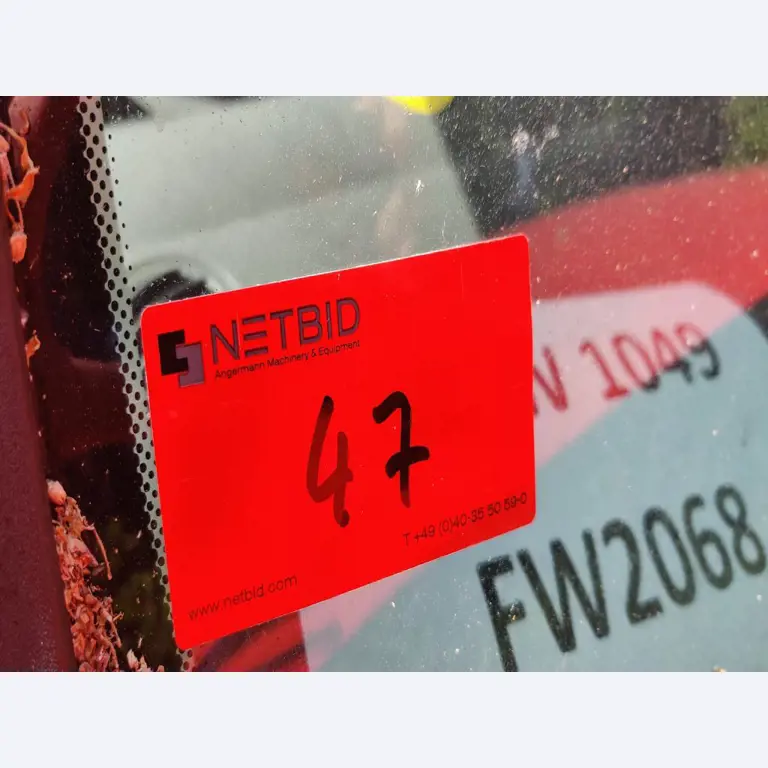 NETBID
Angermann Machinery & Equipment
47
T +49 (0)40-35 50 59-0
www.netbid.com
1049
FW2068